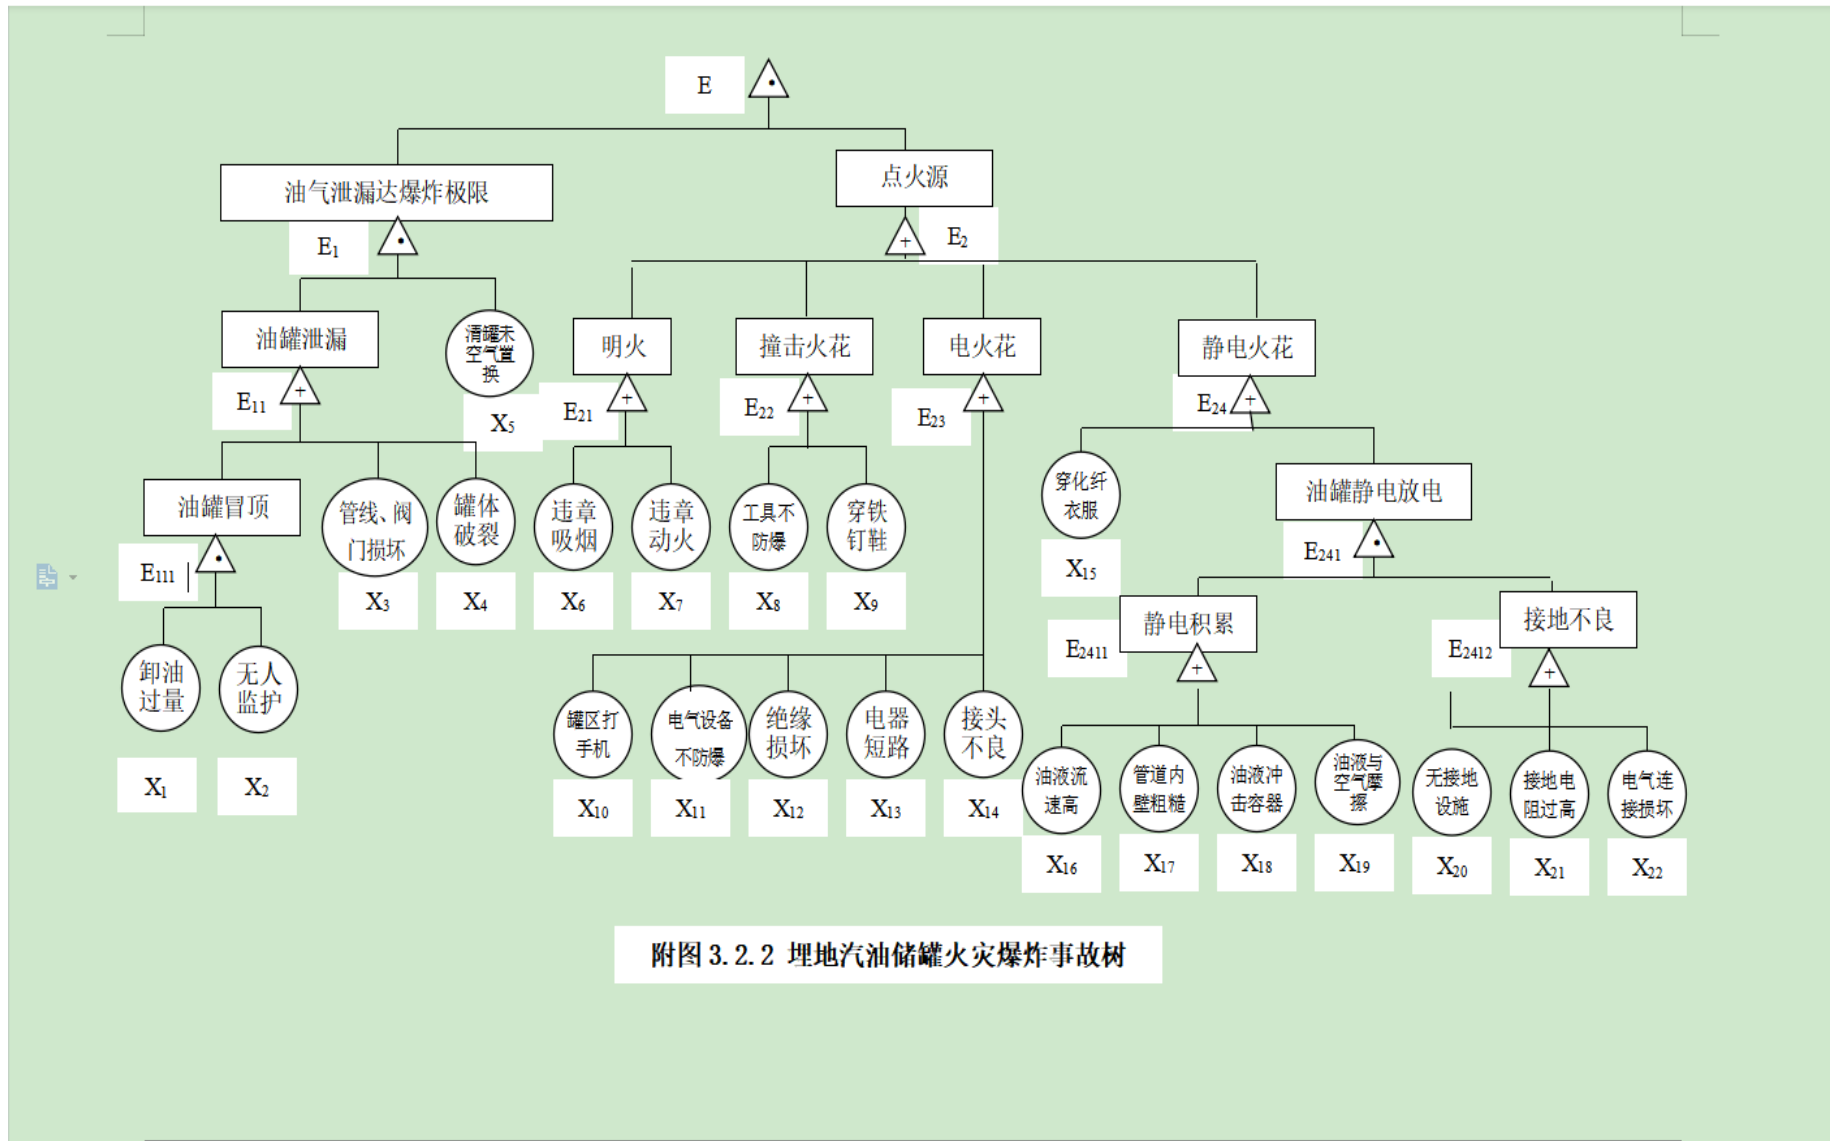 E
油气泄漏达爆炸极限
点火源
E1
E2
油罐泄漏
清罐未
空气置
换
明火
撞击火花
电火花
静电火花
E11
X5
E21
E22
E23
E24
油罐冒顶
管线、阀
门损坏
罐体
破裂
违章
吸烟
违章
动火
工具不
防爆
穿铁
钉鞋
穿化纤
衣服
油罐静电放电
E111
X3
X4
X6
X7
X8
X9
X15
E241
卸油
过量
无人
监护
静电积累
接地不良
E2411
E2412
X1
X2
罐区打
手机
电气设备
不防爆
绝缘
损坏
电器
短路
接头
不良
油液流
速高
管道内
壁粗糙
油液冲
击容器
油液与
空气摩
擦
无接地
设施
接地电
阻过高
电气连
接损坏
X10
X11
X12
X13
X14
X16
X17
X18
X19
X20
X21
X22
附图 3.2.2 埋地汽油储罐火灾爆炸事故树